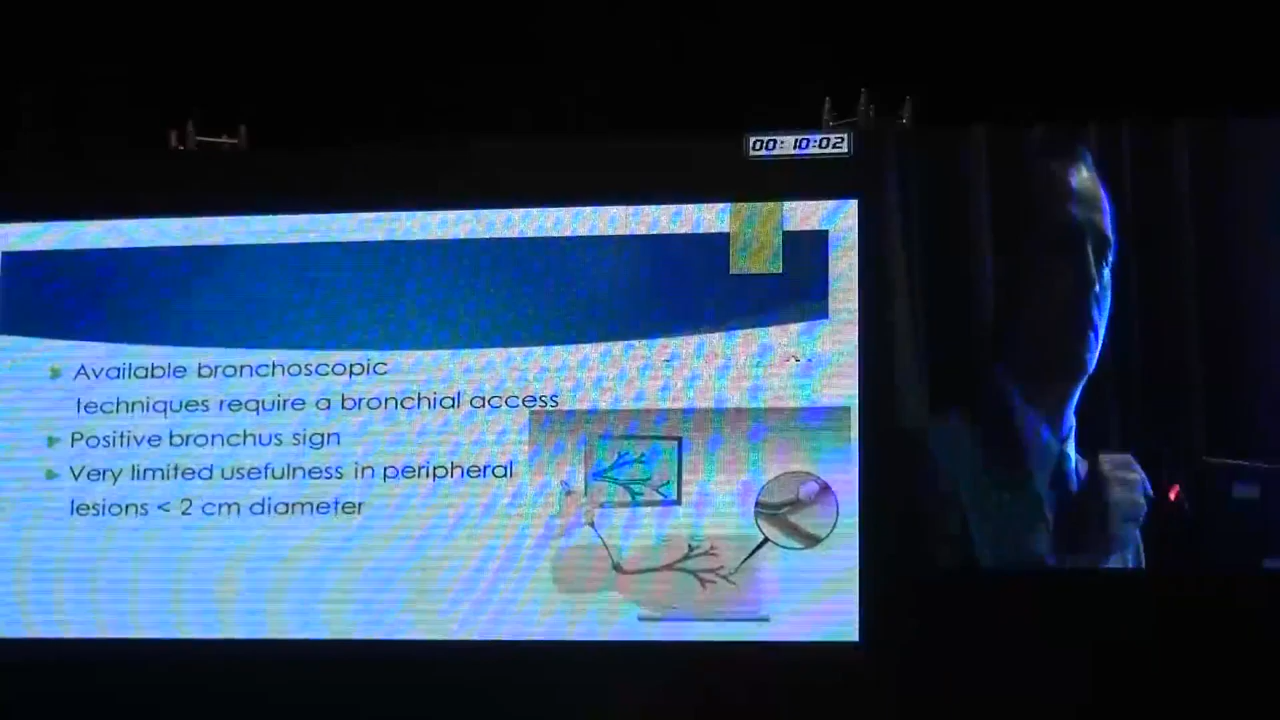 00:10:02
Available bronchoscopic
techniques require a bronchial access
Positive bronchus sign
Very limited usefulness in peripheral
lesions < 2 cm diameter